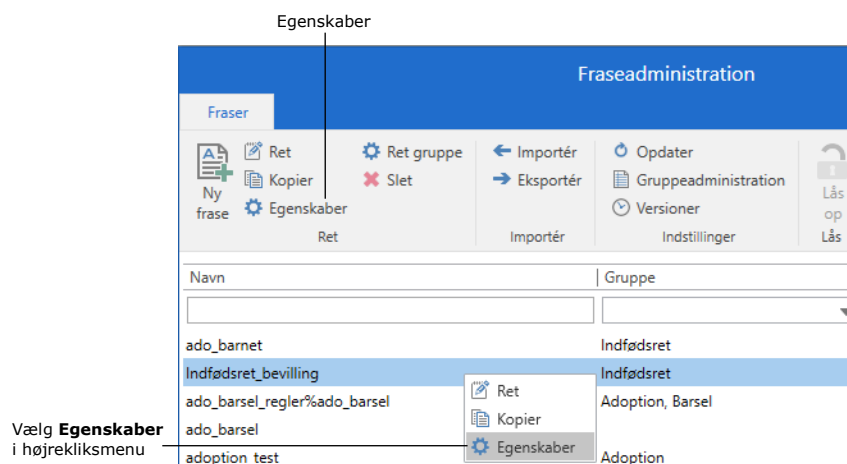 Egenskaber
Fraseadministration
Fraser
Ret
Ret gruppe
Importér
Opdater
Kopier
Slet
Eksportér
Gruppeadministration
Ny
frase
Egenskaber
Versioner
Lås
op
Ret
Importér
Indstillinger
Lås
Navn
Gruppe
ado_barnet
Indfødsret
Indfødsret_bevilling
Indfødsret
Ret
ado_barsel_regler%ado_barsel
Adoption, Barsel
Kopier
ado_barsel
Vælg Egenskaber
i højrekliksmenu
Egenskaber
adoption test
Adoption